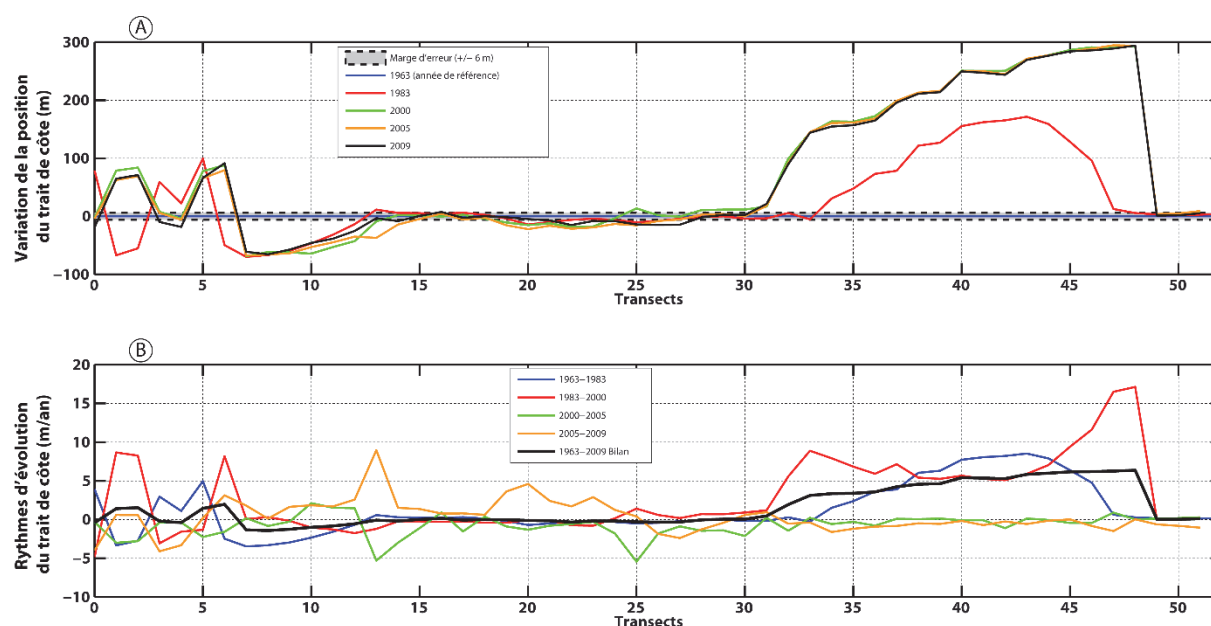 A
Variation de la position
du trait de côte (m)
300
200
100
0
−100
Marge d'erreur (+/− 6 m)
1963 (année de référence)
1983
2000
2005
2009
0 5 10 15 20 25 30 35 40 45 50
Transects
B
Rythmes d'évolution
du trait de côte (m/an)
20
15
10
5
0
−5
−10
1963−1983
1983−2000
2000−2005
2005−2009
1963−2009 Bilan
0 5 10 15 20 25 30 35 40 45 50
Transects